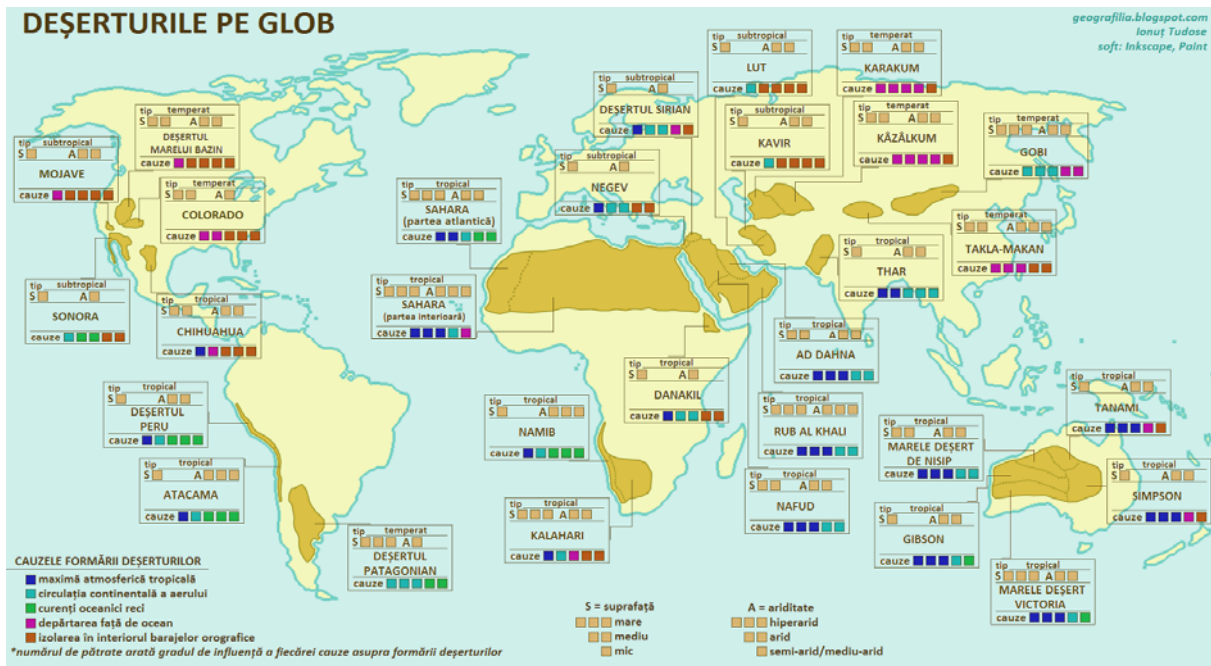 DEȘERTURILE PE GLOB
geografilia.blogspot.com
Ionuț Tudose
soft: Inkscape, Paint
tip subtropical
S A
LUT
cauze
tip temperat
S A
KARAKUM
cauze
tip subtropical
S A
DEȘERTUL SIRIAN
cauze
tip temperat
S A
DEȘERTUL
MARELUI BAZIN
cauze
tip subtropical
S A
KAVIR
cauze
tip temperat
S A
KÂZÂLKUM
cauze
tip temperat
S A
GOBI
cauze
tip subtropical
S A
MOJAVE
cauze
tip subtropical
S A
NEGEV
cauze
tip temperat
S A
COLORADO
cauze
tip tropical
S A
SAHARA
(partea atlantică)
cauze
tip temperat
S A
TAKLA-MAKAN
cauze
tip tropical
S A
THAR
cauze
tip tropical
S A
SAHARA
(partea interioară)
cauze
tip subtropical
S A
SONORA
cauze
tip tropical
S A
CHIHUAHUA
cauze
tip tropical
S A
AD DAHNA
cauze
tip tropical
S A
DANAKIL
cauze
tip tropical
S A
DEȘERTUL
PERU
cauze
tip tropical
S A
NAMIB
cauze
tip tropical
S A
RUB AL KHALI
cauze
tip tropical
S A
TANAMI
cauze
tip tropical
S A
MARELE DEȘERT
DE NISIP
cauze
tip tropical
S A
ATACAMA
cauze
tip tropical
S A
SIMPSON
cauze
tip tropical
S A
NAFUD
cauze
tip tropical
S A
KALAHARI
cauze
tip tropical
S A
GIBSON
cauze
tip temperat
S A
DEȘERTUL
PATAGONIAN
cauze
tip tropical
S A
MARELE DEȘERT
VICTORIA
cauze
CAUZELE FORMĂRII DEȘERTURILOR
maximă atmosferică tropicală
circulația continentală a aerului
curenți oceanici reci
depărtarea față de ocean
izolarea în interiorul barajelor orografice
*numărul de pătrate arată gradul de influență a fiecărei cauze asupra formării deșerturilor
S = suprafață
mare
mediu
mic
A = ariditate
hiperarid
arid
semi-arid/mediu-arid